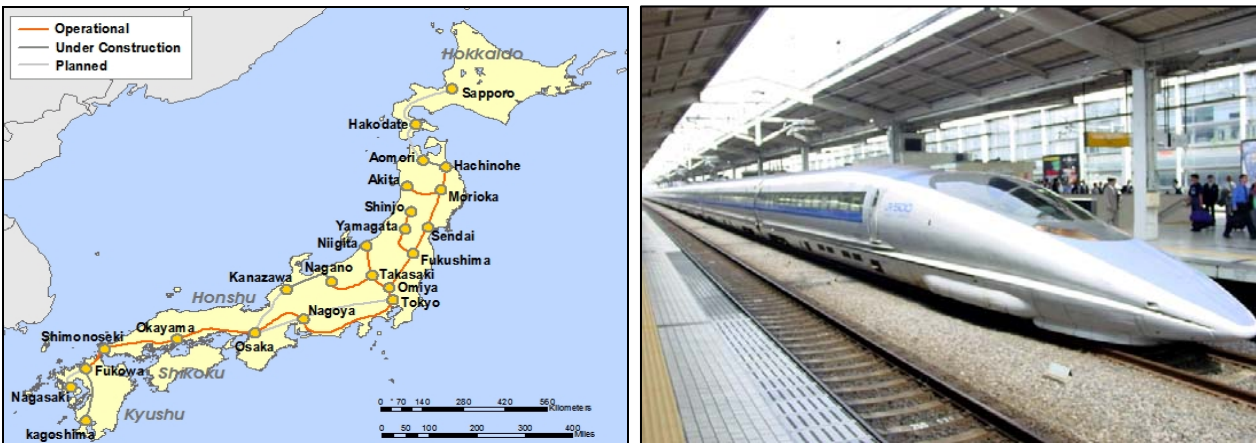 Operational
Under Construction
Planned
Hokkaido
Sapporo
Hakodate
Aomori
Hachinohe
Akita
Morioka
Shinjo
Yamagata
Sendai
Niigita
Fukushima
Nagano
Takasaki
Kanazawa
Omiya
Tokyo
Honshu
Nagoya
Okayama
Shimonoseki
Osaka
Fukowa
Shikoku
Nagasaki
Kyushu
kagoshima
0 70 140 280 420 560
Kilometers
0 50 100 200 300 400
Miles